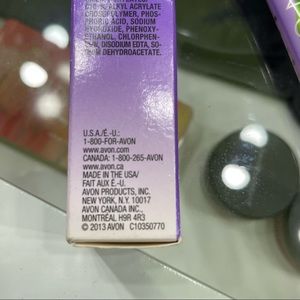 C10-30 ALKYL ACRYLATE
CROSSPOLYMER, PHOS-
PHORIC ACID, SODIUM
HYDROXIDE, PHENOXY-
ETHANOL, CHLORPHEN-
ESIN, DISODIUM EDTA, SO-
DIUM DEHYDROACETATE.
U.S.A./É.-U.:
1-800-FOR-AVON
www.avon.com
CANADA: 1-800-265-AVON
www.avon.ca
MADE IN THE USA/
FAIT AUX É.-U.
AVON PRODUCTS, INC.
NEW YORK, N.Y. 10017
AVON CANADA INC.,
MONTRÉAL H9R 4R3
© 2013 AVON C10350770